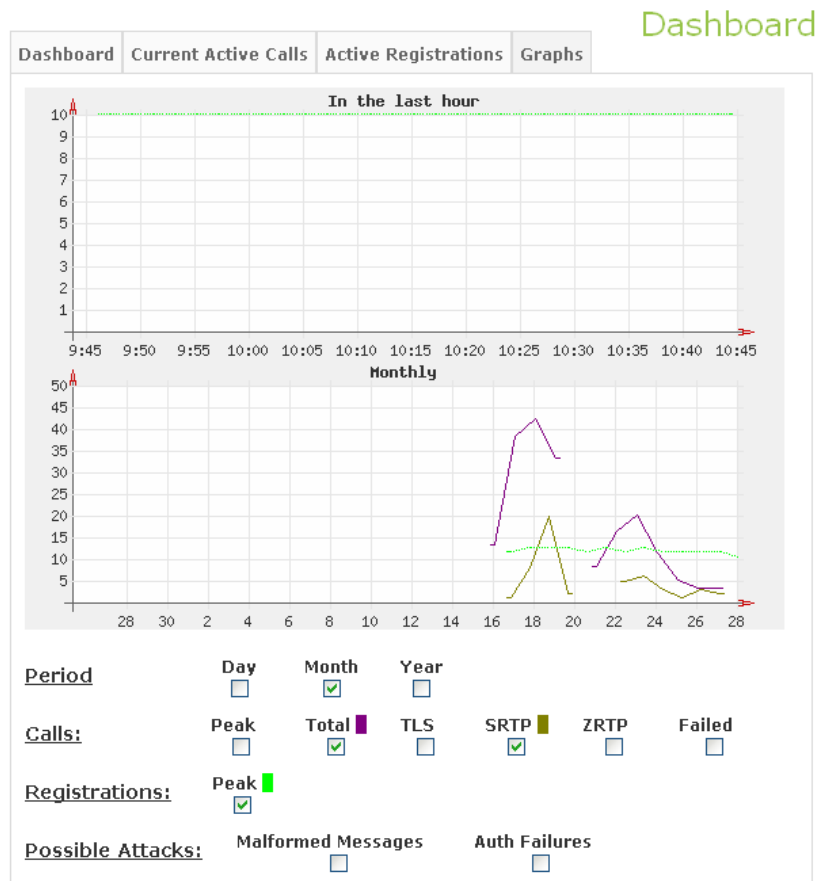 Dashboard
Dashboard Current Active Calls Active Registrations Graphs
In the last hour
10
9
8
7
6
5
4
3
2
1
9:45 9:50 9:55 10:00 10:05 10:10 10:15 10:20 10:25 10:30 10:35 10:40 10:45
Monthly
50
45
40
35
30
25
20
15
10
5
28 30 2 4 6 8 10 12 14 16 18 20 22 24 26 28
Period Day Month Year
Calls: Peak Total TLS SRTP ZRTP Failed
Registrations: Peak
Possible Attacks: Malformed Messages Auth Failures